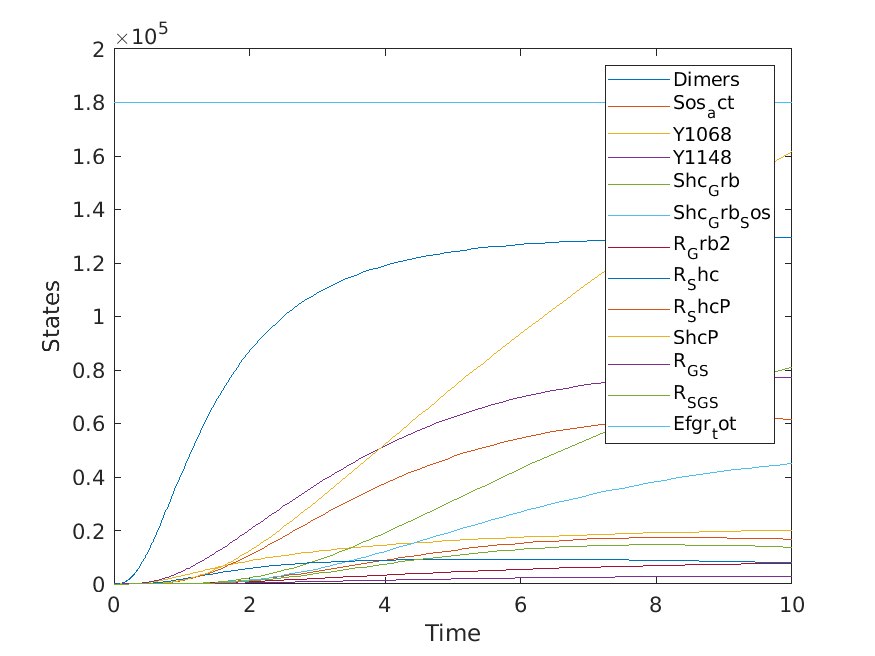 ×10⁵
2
1.8
1.6
1.4
1.2
1
0.8
0.6
0.4
0.2
0
States
Dimers
Sos_act
Y1068
Y1148
Shc_Grb
Shc_Grb_Sos
R_Grb2
R_Shc
R_ShcP
ShcP
R_GS
R_SGS
Efgr_tot
0 2 4 6 8 10
Time